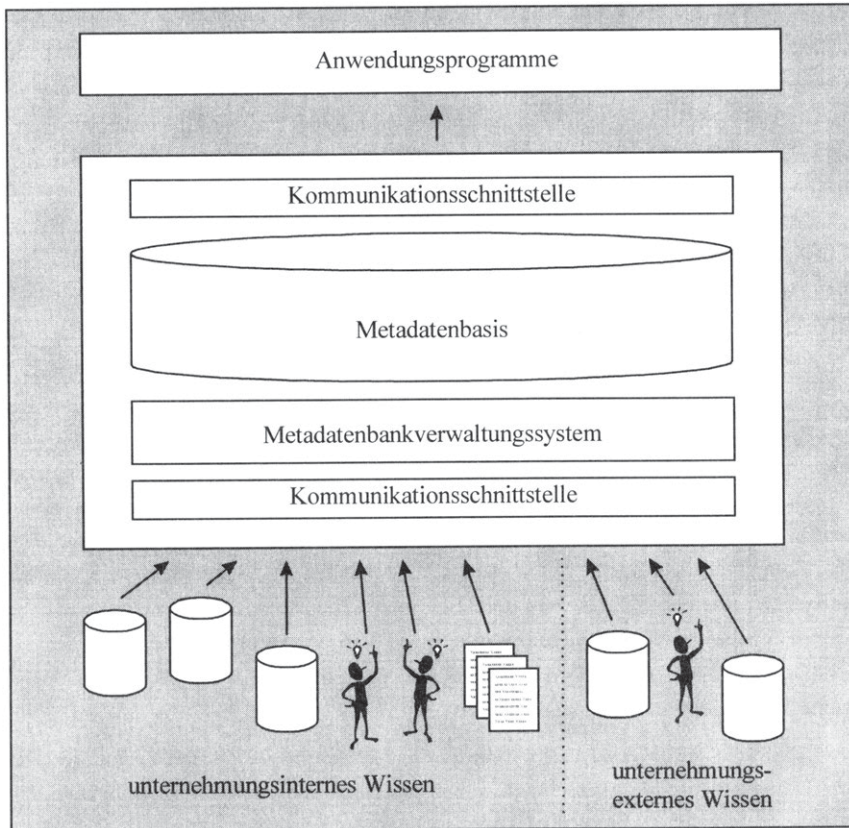 Anwendungsprogramme
Kommunikationsschnittstelle
Metadatenbasis
Metadatenbankverwaltungssystem
Kommunikationsschnittstelle
unternehmungsinternes Wissen
unternehmungs-
externes Wissen